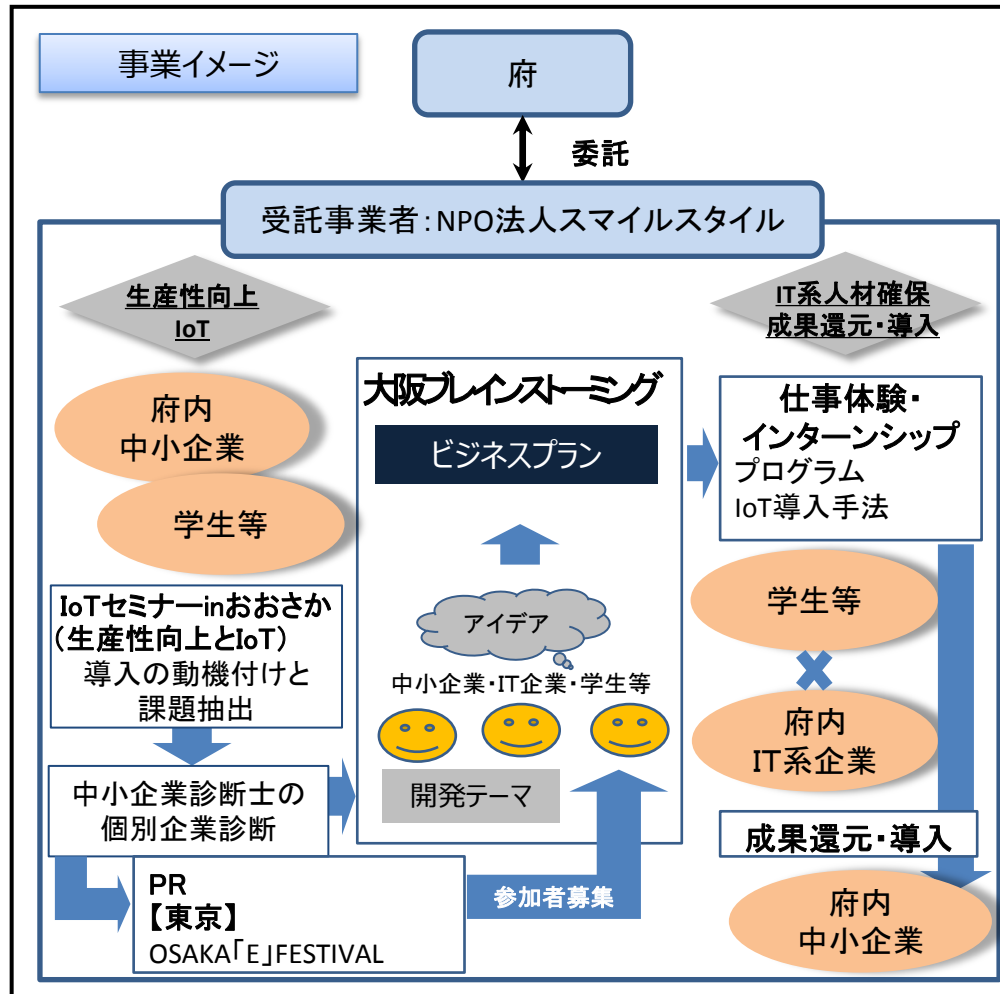 事業イメージ
府
委託
受託事業者：NPO法人スマイルスタイル
生産性向上
IoT
府内
中小企業
学生等
IoTセミナーinおおさか
（生産性向上とIoT）
導入の動機付けと
課題抽出
中小企業診断士の
個別企業診断
PR
【東京】
OSAKA｢E｣FESTIVAL
参加者募集
大阪ブレインストーミング
ビジネスプラン
アイデア
中小企業・IT企業・学生等
開発テーマ
IT系人材確保
成果還元・導入
仕事体験・
インターンシップ
プログラム
IoT導入手法
学生等
府内
IT系企業
成果還元・導入
府内
中小企業